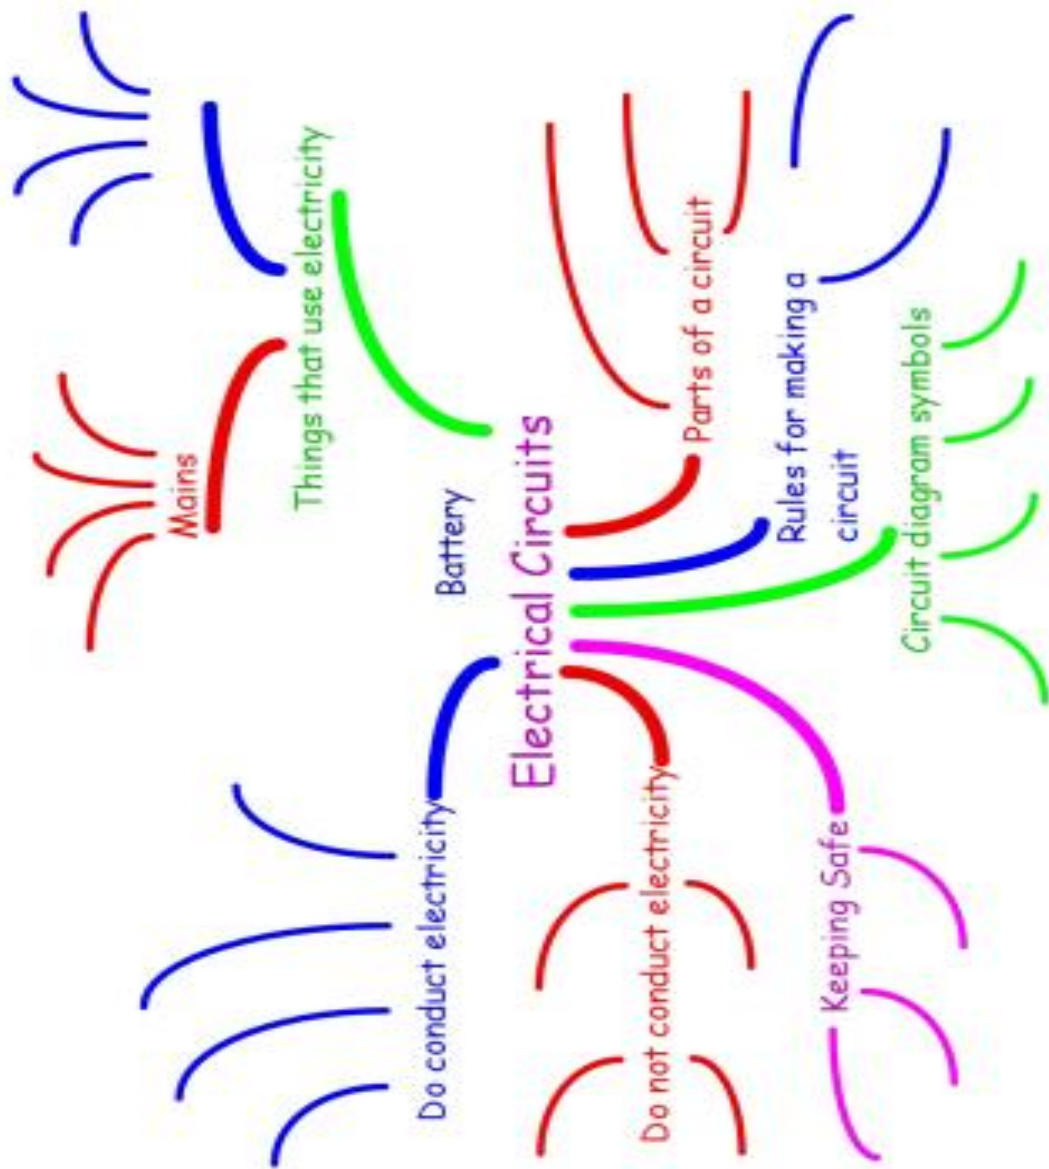 Electrical Circuits
Things that use electricity
Mains
Battery
Parts of a circuit
Rules for making a
circuit
Circuit diagram symbols
Keeping Safe
Do not conduct electricity
Do conduct electricity